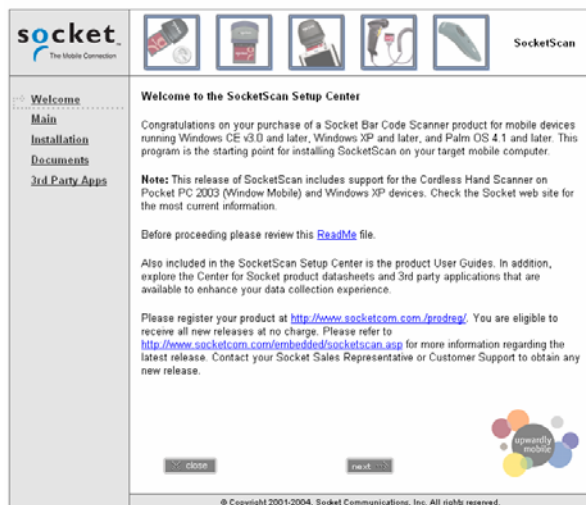 socket
The Mobile Connection
SocketScan
Welcome
Main
Installation
Documents
3rd Party Apps
Welcome to the SocketScan Setup Center
Congratulations on your purchase of a Socket Bar Code Scanner product for mobile devices
running Windows CE v3.0 and later, Windows XP and later, and Palm OS 4.1 and later. This
program is the starting point for installing SocketScan on your target mobile computer.
Note: This release of SocketScan includes support for the Cordless Hand Scanner on
Pocket PC 2003 (Window Mobile) and Windows XP devices. Check the Socket web site for
the most current information.
Before proceeding please review this ReadMe file.
Also included in the SocketScan Setup Center is the product User Guides. In addition,
explore the Center for Socket product datasheets and 3rd party applications that are
available to enhance your data collection experience.
Please register your product at http://www.socketcom.com./prodreg/. You are eligible to
receive all new releases at no charge. Please refer to
http://www.socketcom.com/embedded/socketscan.asp for more information regarding the
latest release. Contact your Socket Sales Representative or Customer Support to obtain any
new release.
upwardly
mobile
close
next
© Copyright 2001-2004, Socket Communications, Inc. All rights reserved.